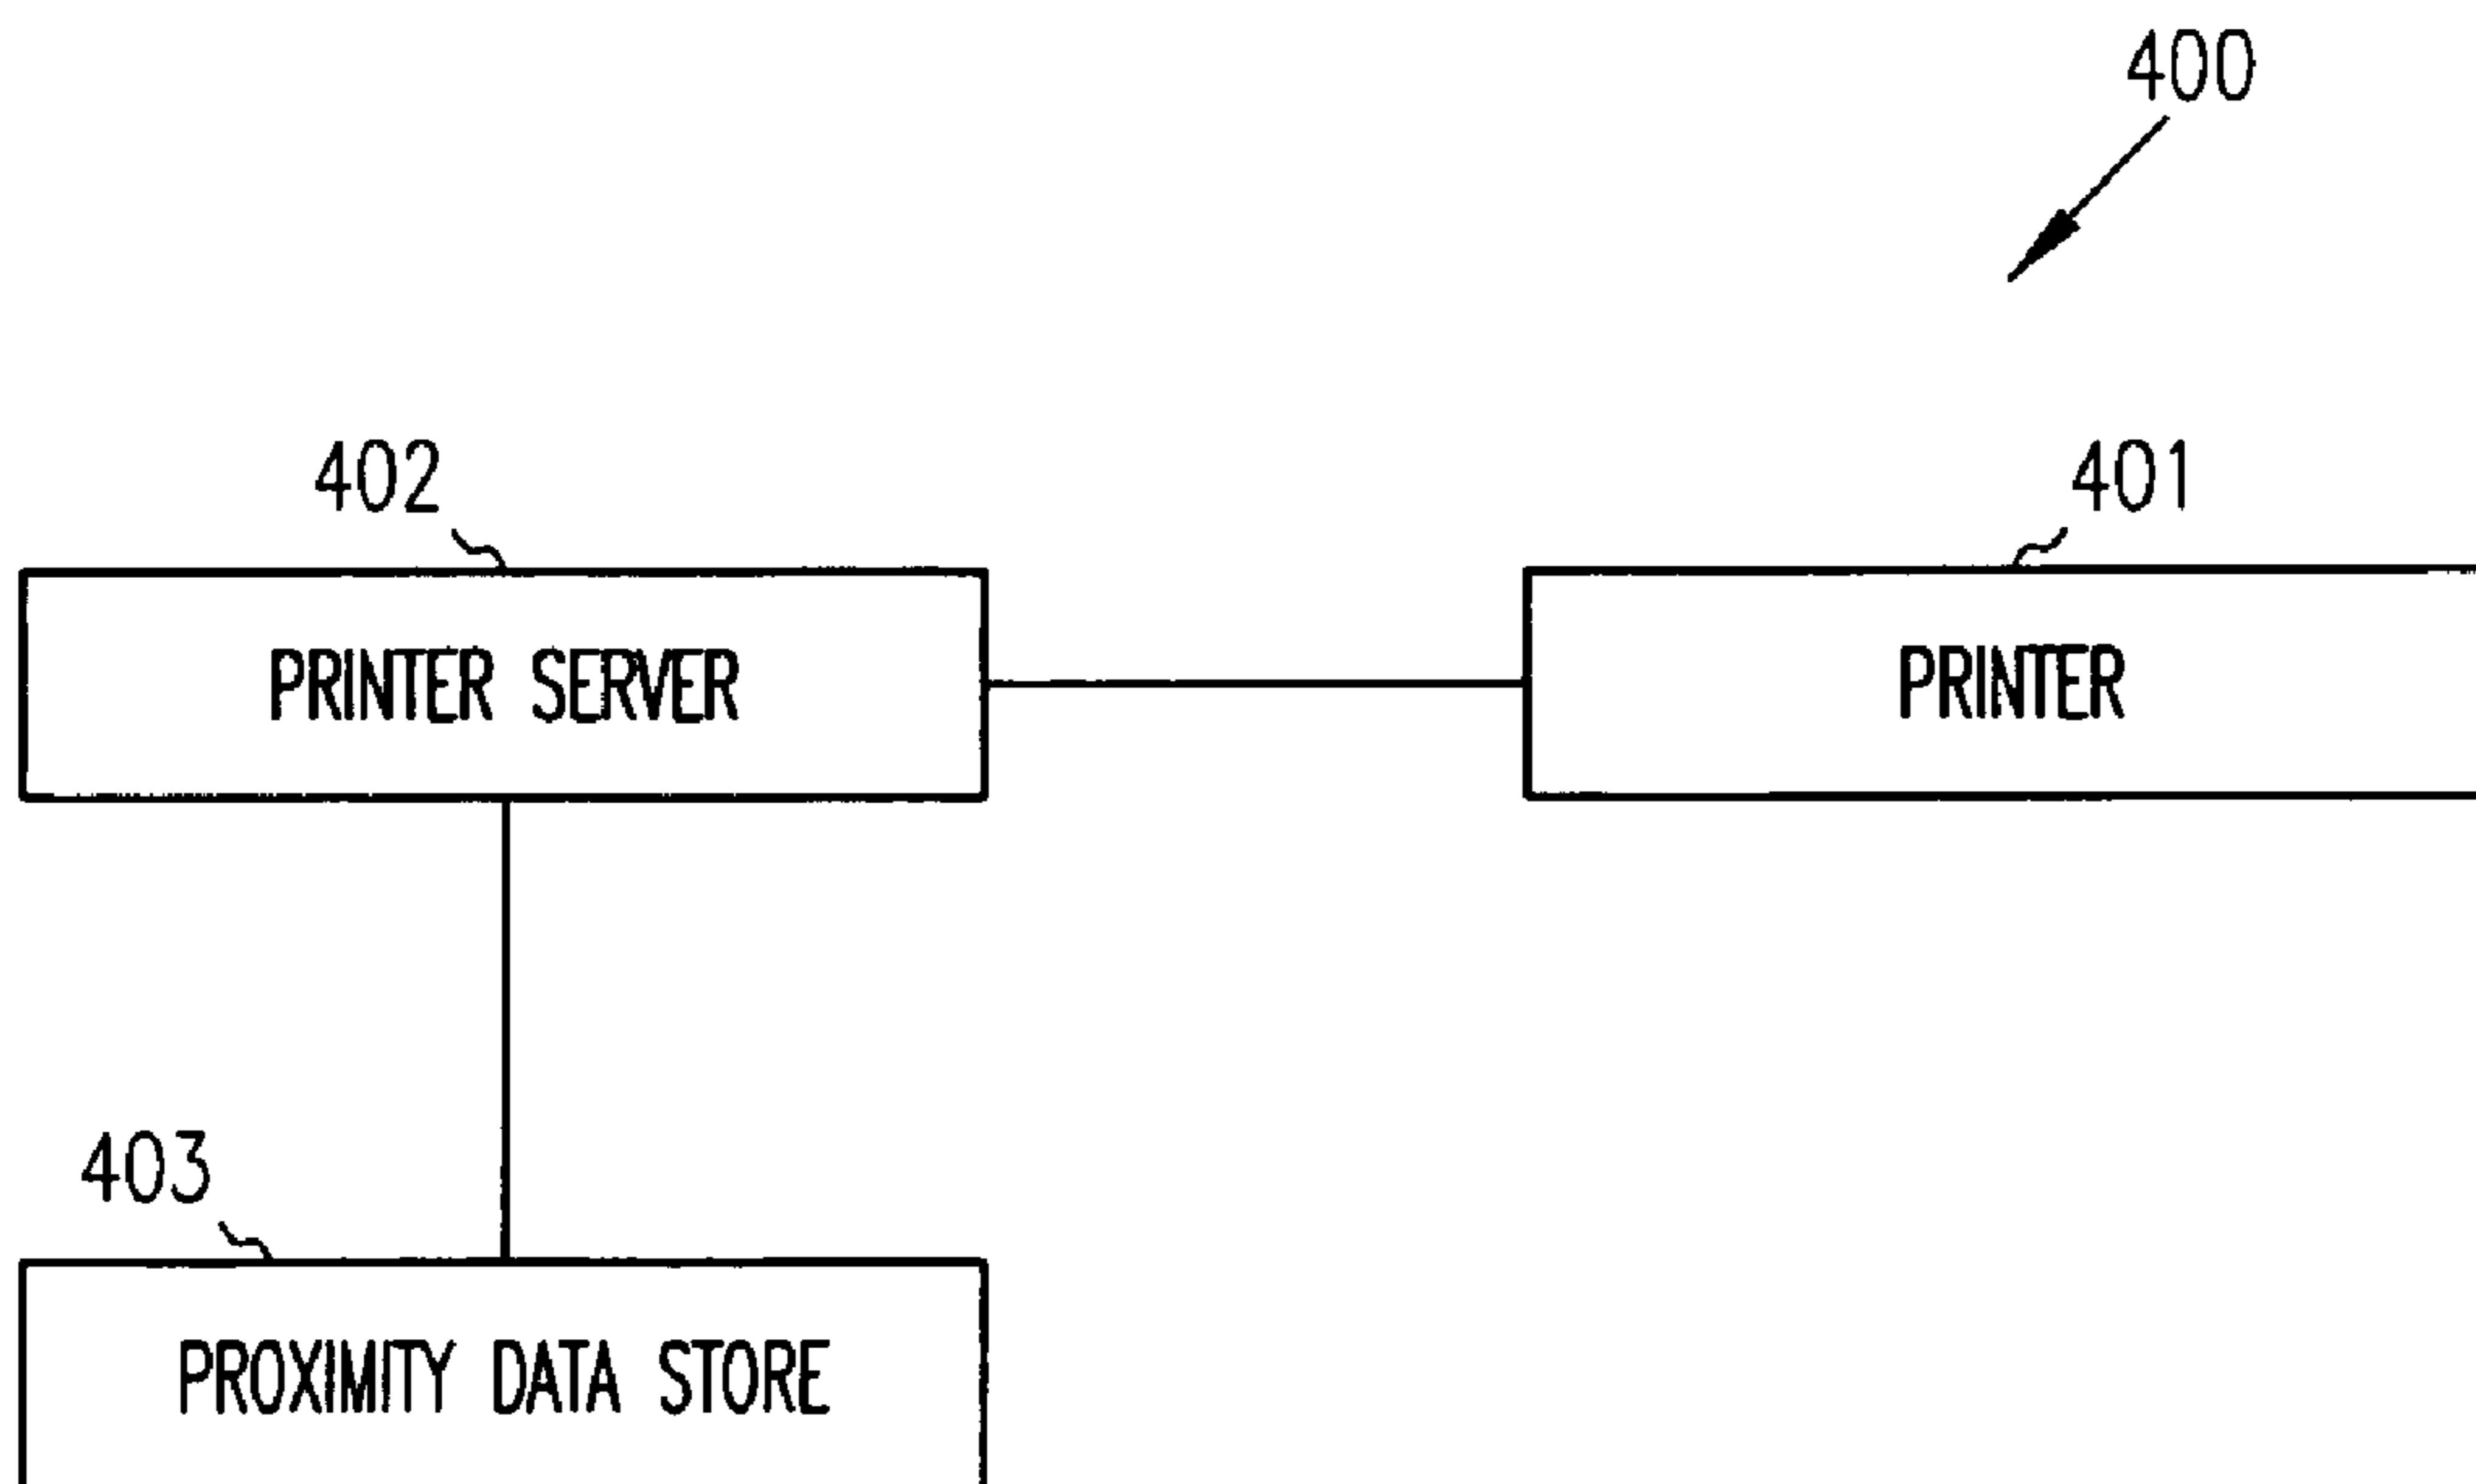 400
402
401
PRINTER SERVER
PRINTER
403
PROXIMITY DATA STORE